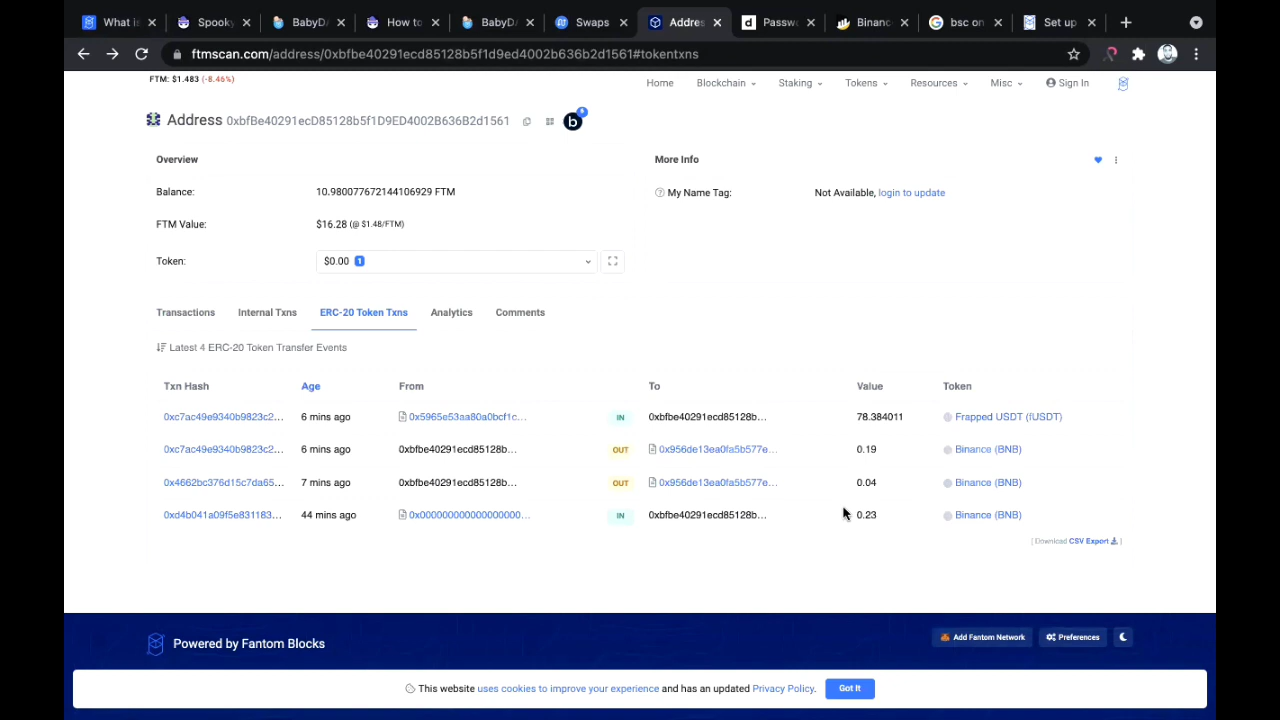 What is
Spooky
BabyD
How to
BabyD
Swaps
Addres
Passw
Binanc
bsc on
Set up
ftmscan.com/address/0xbfbe40291ecd85128b5f1d9ed4002b636b2d1561#tokentxns
FTM: $1.483 (-8.46%)
Home Blockchain Staking Tokens Resources Misc Sign In
Address 0xbfBe40291ecD85128b5f1D9ED4002B636B2d1561
Overview
More Info
Balance: 10.980077672144106929 FTM
My Name Tag: Not Available, login to update
FTM Value: $16.28 (@ $1.48/FTM)
Token: $0.00 1
Transactions Internal Txns ERC-20 Token Txns Analytics Comments
Latest 4 ERC-20 Token Transfer Events
Txn Hash Age From To Value Token
0xc7ac49e9340b9823c2... 6 mins ago 0x5965e53aa80a0bcf1c... IN 0xbfbe40291ecd85128b... 78.384011 Frapped USDT (fUSDT)
0xc7ac49e9340b9823c2... 6 mins ago 0xbfbe40291ecd85128b... OUT 0x956de13ea0fa5b577e... 0.19 Binance (BNB)
0x4662bc376d15c7da65... 7 mins ago 0xbfbe40291ecd85128b... OUT 0x956de13ea0fa5b577e... 0.04 Binance (BNB)
0xd4b041a09f5e831183... 44 mins ago 0x000000000000000000... IN 0xbfbe40291ecd85128b... 0.23 Binance (BNB)
[ Download CSV Export ]
Powered by Fantom Blocks
Add Fantom Network
Preferences
This website uses cookies to improve your experience and has an updated Privacy Policy. Got It